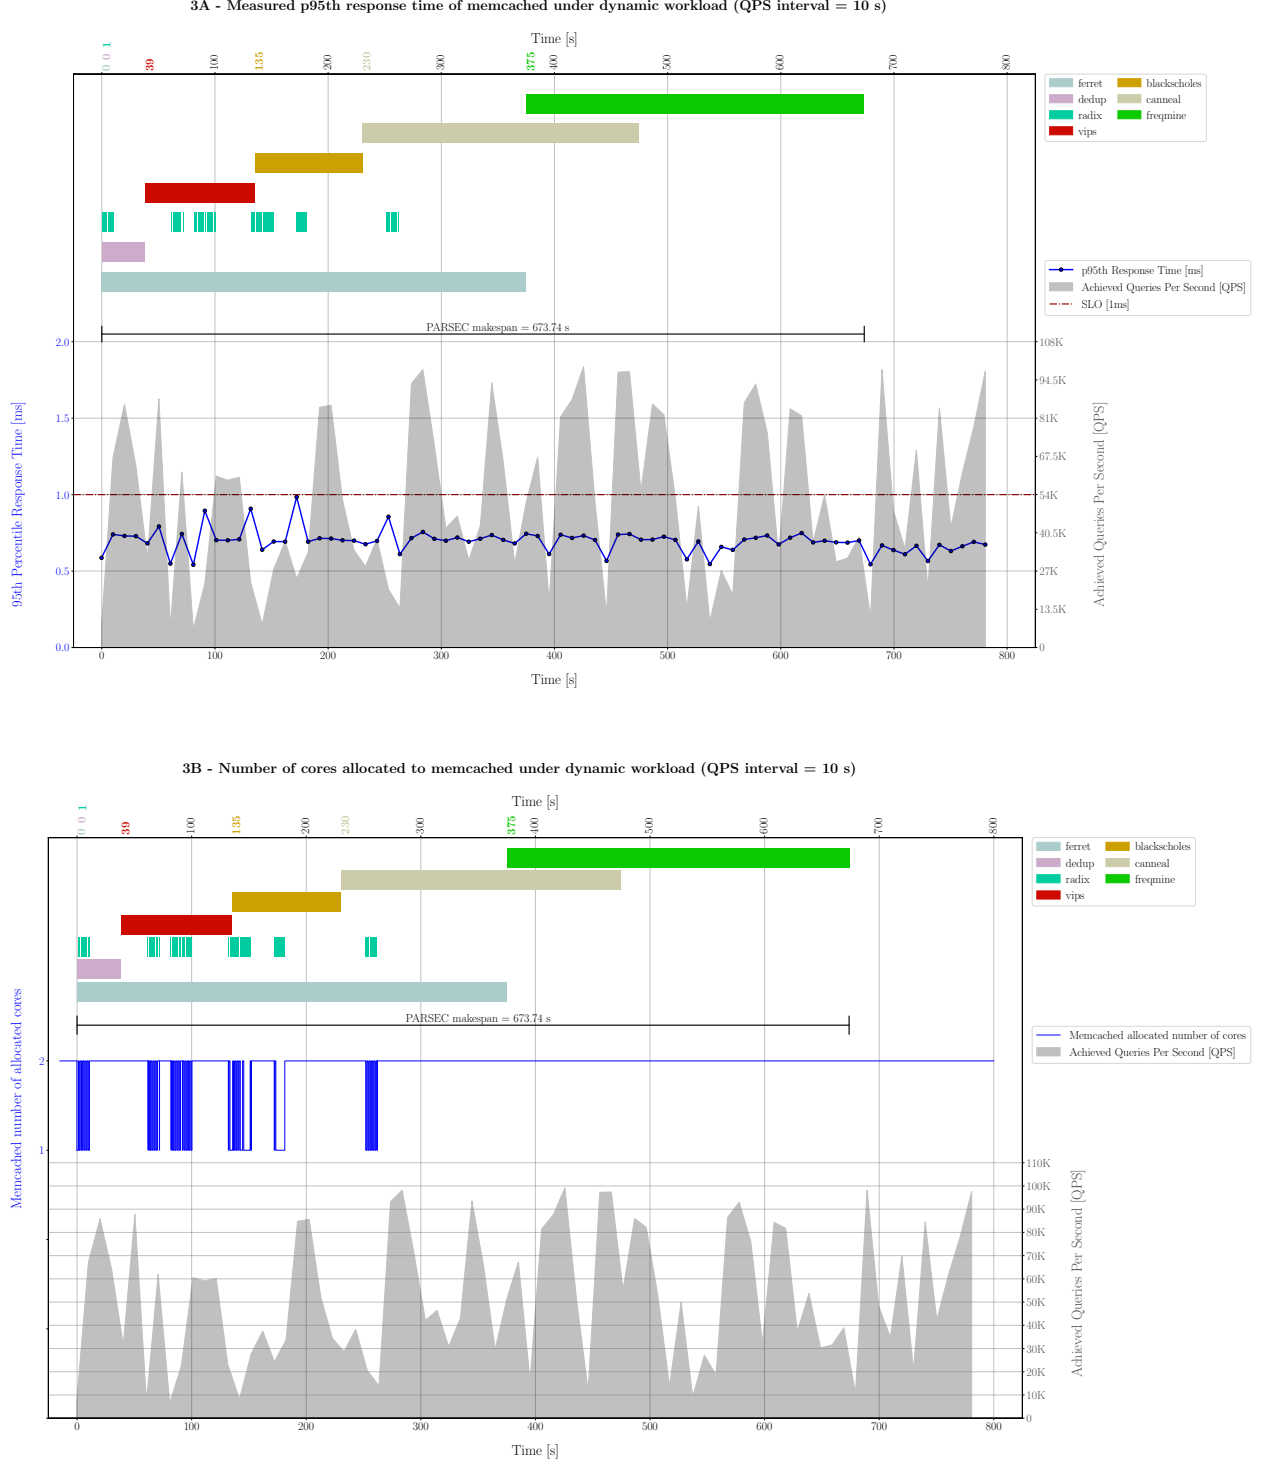 3A - Measured p95th response time of memcached under dynamic workload (QPS interval = 10 s)
Time [s]
0 0 1 39 100 135 200 230 300 375 400 500 600 700 800
ferret
dedup
radix
vips
blackscholes
canneal
freqmine
p95th Response Time [ms]
Achieved Queries Per Second [QPS]
SLO [1ms]
PARSEC makespan = 673.74 s
95th Percentile Response Time [ms]
2.0
1.5
1.0
0.5
0.0
108K
94.5K
81K
67.5K
54K
40.5K
27K
13.5K
0
Achieved Queries Per Second [QPS]
0 100 200 300 400 500 600 700 800
Time [s]
3B - Number of cores allocated to memcached under dynamic workload (QPS interval = 10 s)
Time [s]
0 0 1 39 100 135 200 230 300 375 400 500 600 700 800
ferret
dedup
radix
vips
blackscholes
canneal
freqmine
PARSEC makespan = 673.74 s
Memcached allocated number of cores
Achieved Queries Per Second [QPS]
Memcached number of allocated cores
2
1
110K
100K
90K
80K
70K
60K
50K
40K
30K
20K
10K
0
Achieved Queries Per Second [QPS]
0 100 200 300 400 500 600 700 800
Time [s]